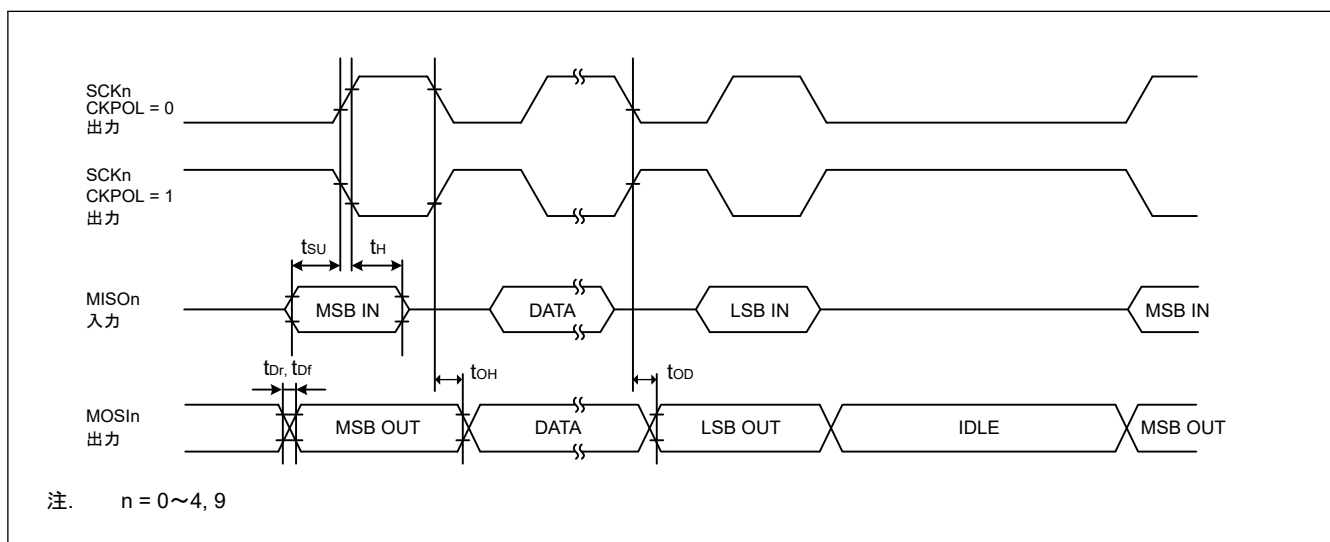 SCKn
CKPOL = 0
出力
SCKn
CKPOL = 1
出力
tSU
tH
MISOn
入力
MSB IN
DATA
LSB IN
MSB IN
tDr, tDf
tOH
tOD
MOSIn
出力
MSB OUT
DATA
LSB OUT
IDLE
MSB OUT
注. n = 0〜4, 9